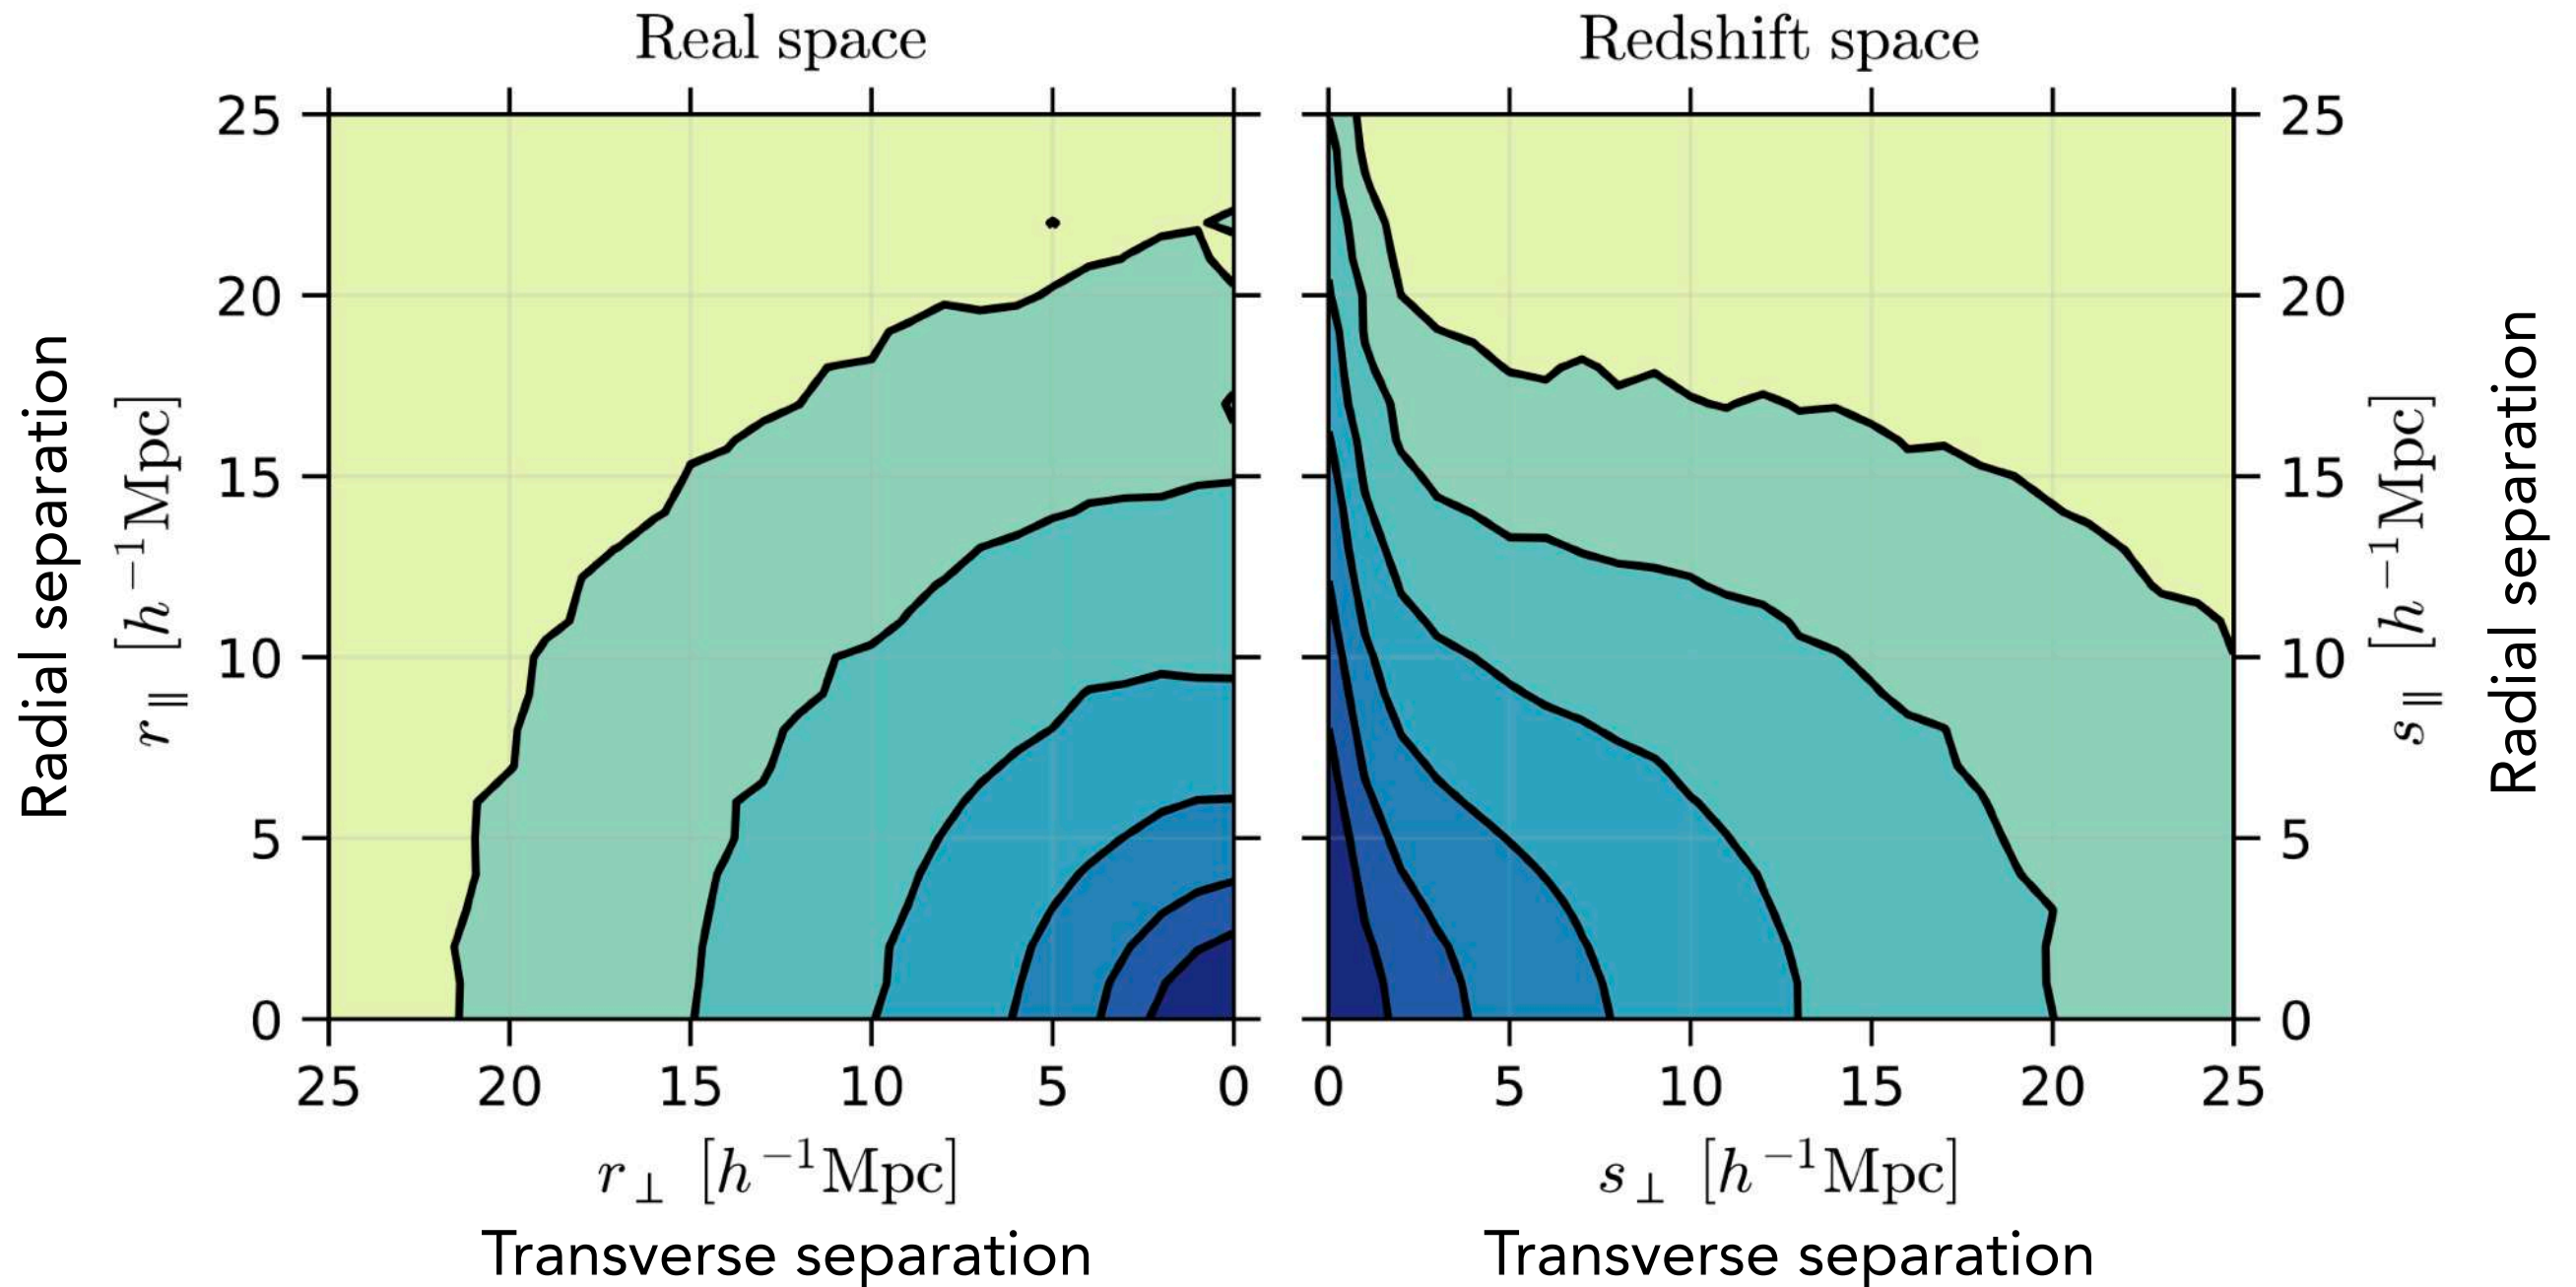 Real space
Redshift space
25
20
15
10
5
0
Radial separation
r∥ [h⁻¹Mpc]
25
20
15
10
5
0
s∥ [h⁻¹Mpc]
Radial separation
25 20 15 10 5 0
0 5 10 15 20 25
r⊥ [h⁻¹Mpc]
s⊥ [h⁻¹Mpc]
Transverse separation
Transverse separation